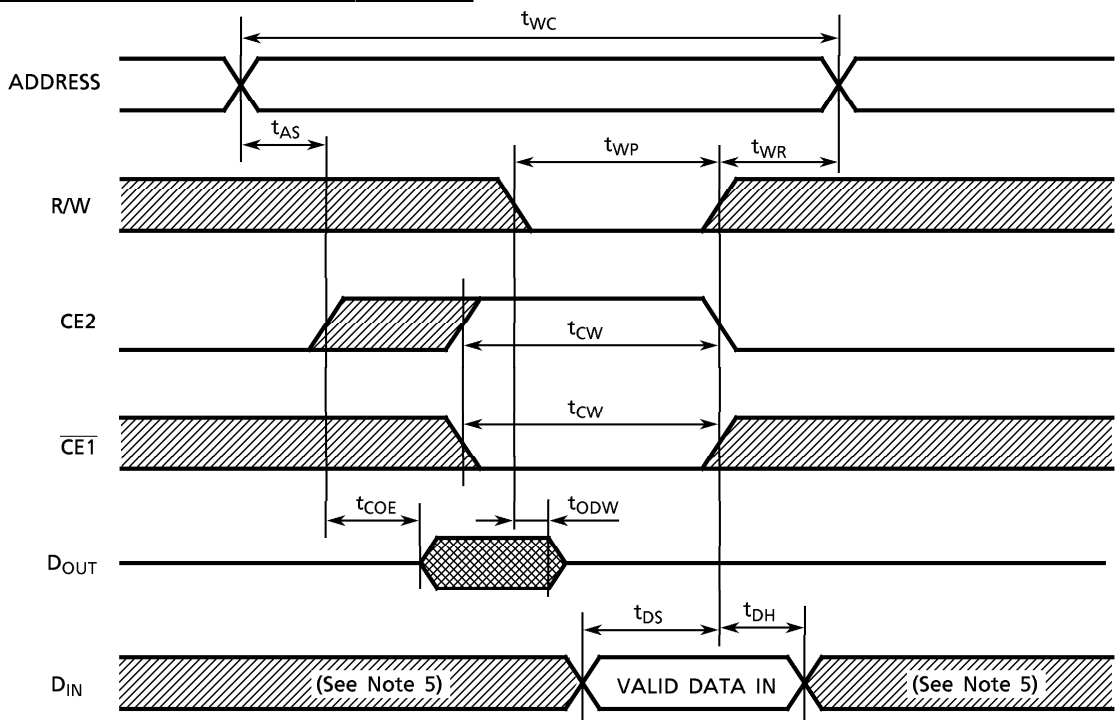 tWC
ADDRESS
tAS
tWP
tWR
R/W
CE2
tCW
CE1
tCW
tCOE
tODW
DOUT
tDS
tDH
DIN
(See Note 5)
VALID DATA IN
(See Note 5)